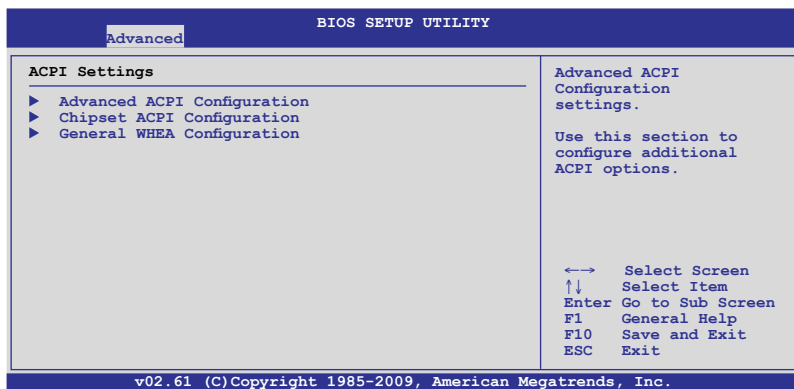 BIOS SETUP UTILITY
Advanced
ACPI Settings
▶ Advanced ACPI Configuration
▶ Chipset ACPI Configuration
▶ General WHEA Configuration
Advanced ACPI
Configuration
settings.
Use this section to
configure additional
ACPI options.
←→ Select Screen
↑↓ Select Item
Enter Go to Sub Screen
F1 General Help
F10 Save and Exit
ESC Exit
v02.61 (C)Copyright 1985-2009, American Megatrends, Inc.